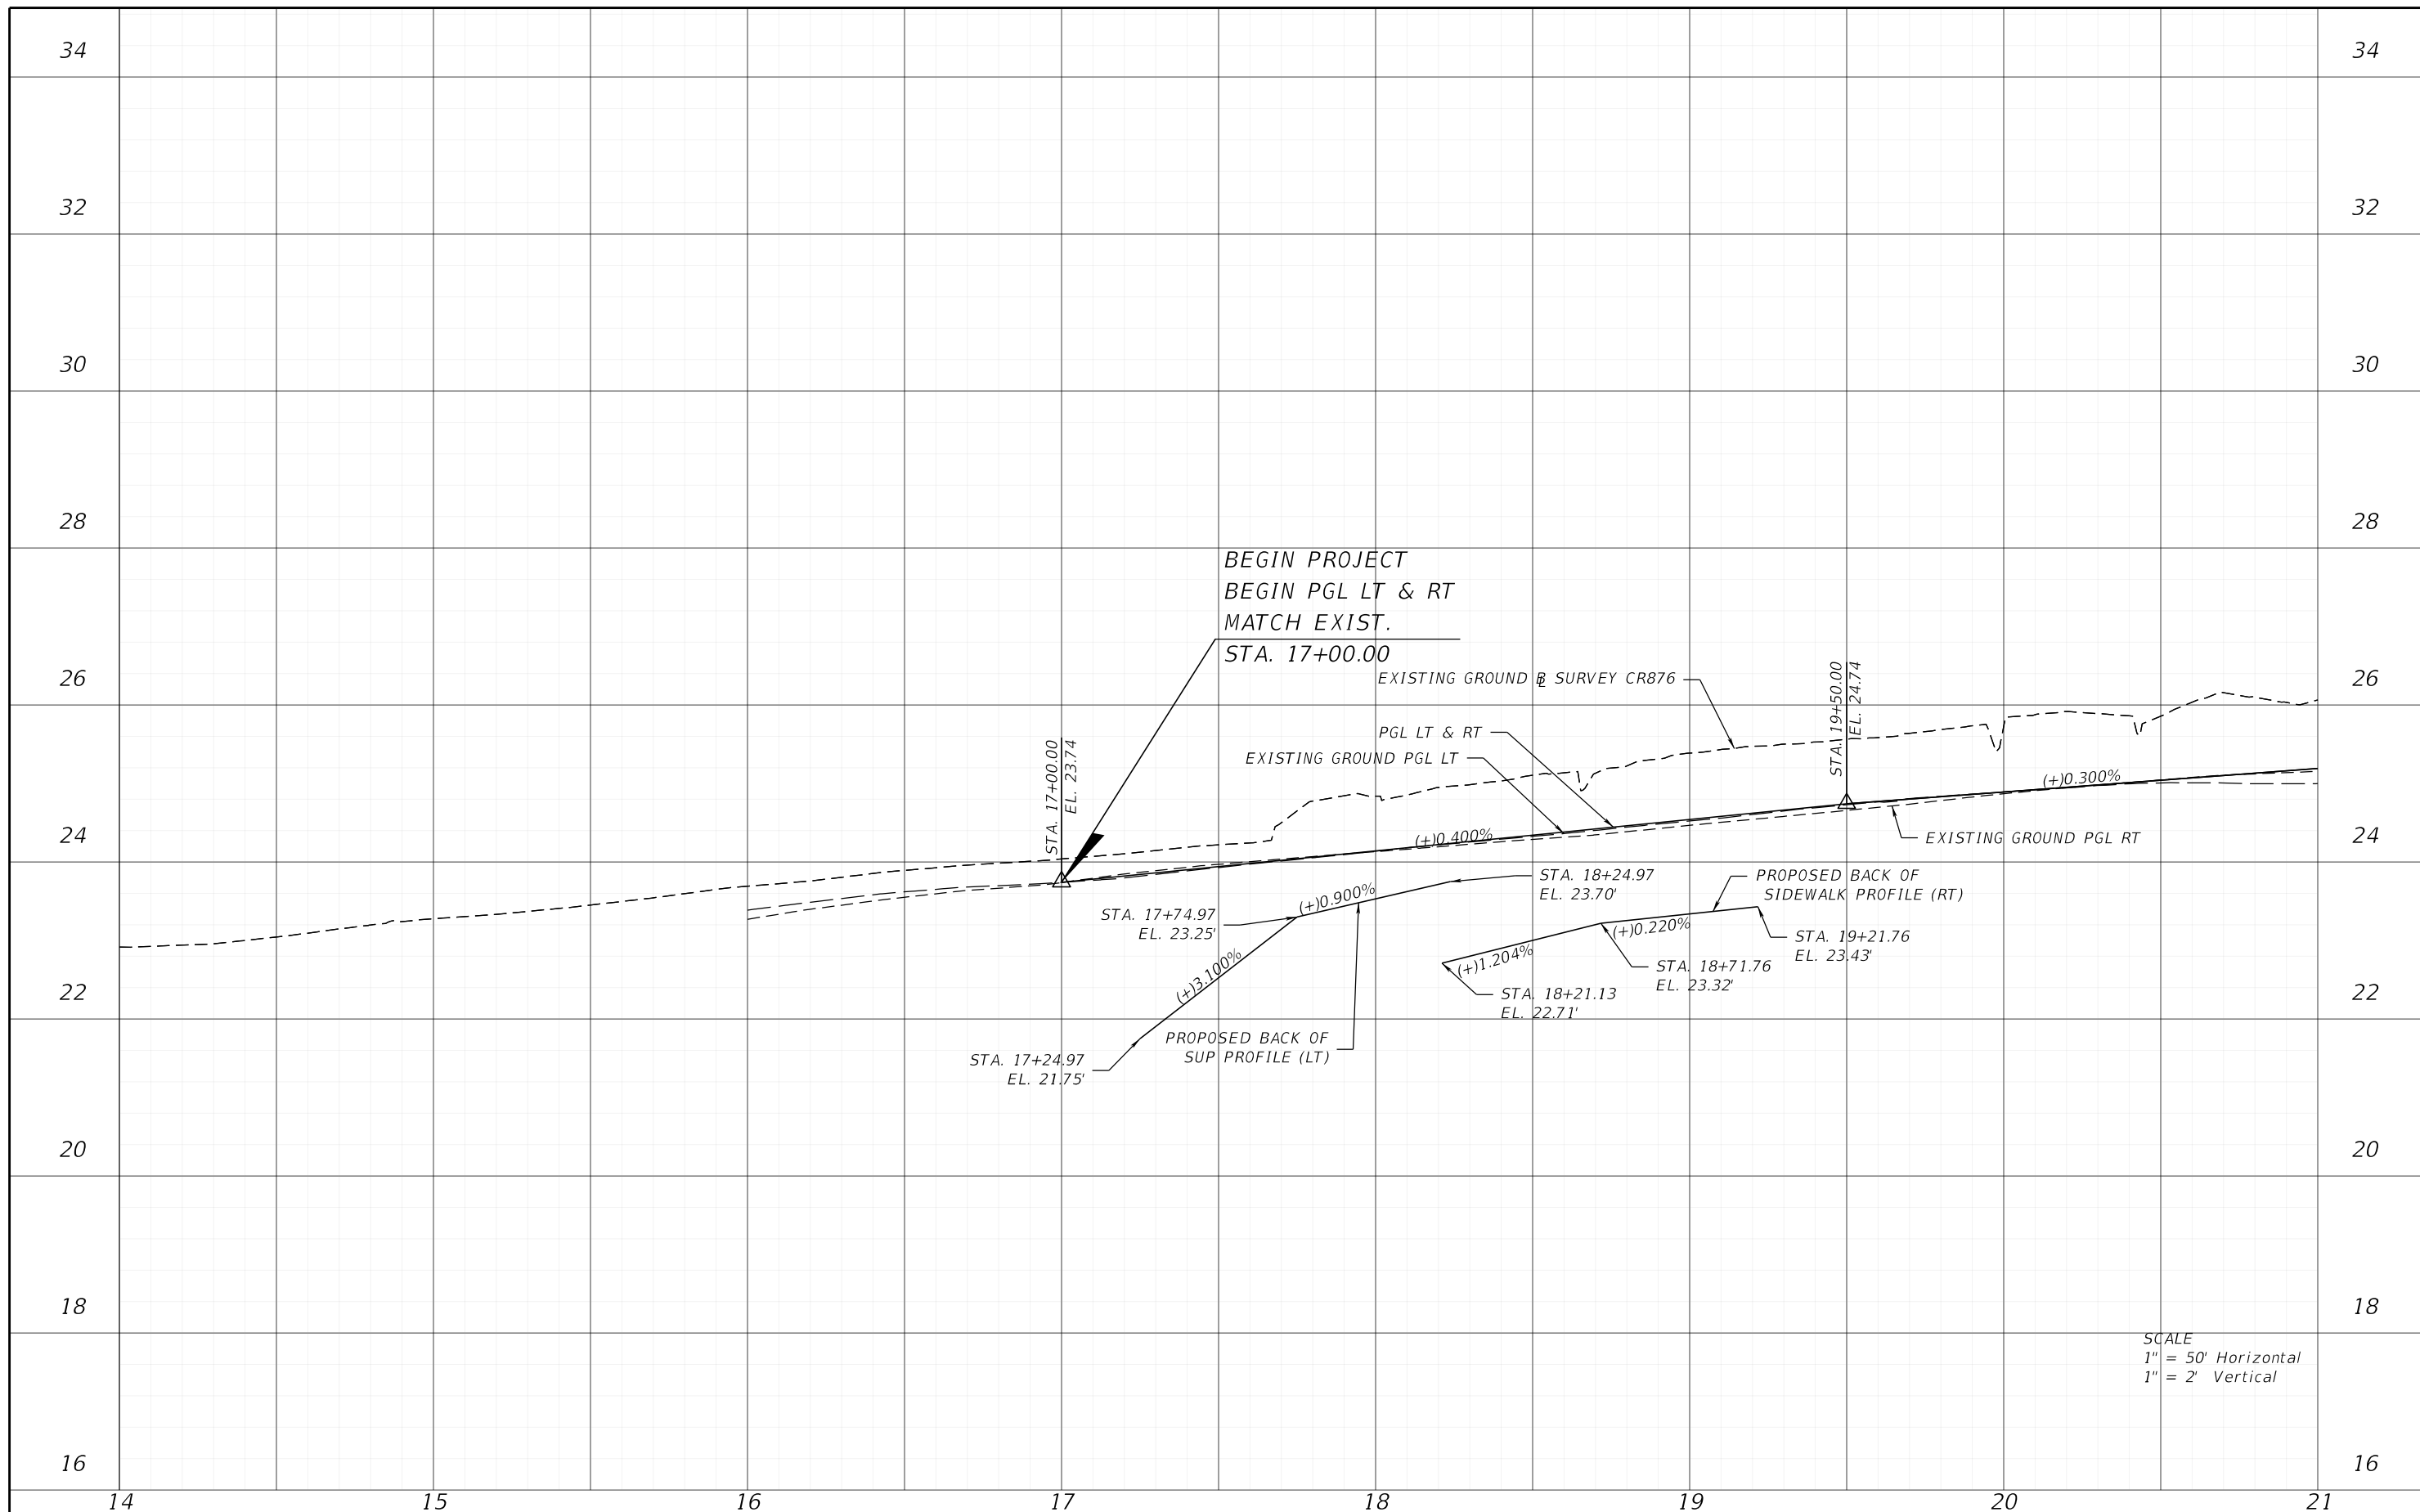 34
34
32
32
30
30
28
28
BEGIN PROJECT
BEGIN PGL LT & RT
MATCH EXIST.
STA. 17+00.00
26
26
EXISTING GROUND BL SURVEY CR876
STA. 19+50.00
EL. 24.74
PGL LT & RT
EXISTING GROUND PGL LT
STA. 17+00.00
EL. 23.74
(+)0.300%
24
24
(+)0.400%
EXISTING GROUND PGL RT
STA. 18+24.97
EL. 23.70'
PROPOSED BACK OF
SIDEWALK PROFILE (RT)
(+)0.900%
STA. 17+74.97
EL. 23.25'
(+)0.220%
STA. 19+21.76
EL. 23.43'
(+)3.100%
(+)1.204%
STA. 18+71.76
EL. 23.32'
22
22
STA. 18+21.13
EL. 22.71'
PROPOSED BACK OF
SUP PROFILE (LT)
STA. 17+24.97
EL. 21.75'
20
20
18
18
SCALE
1" = 50' Horizontal
1" = 2' Vertical
16
16
14 15 16 17 18 19 20 21